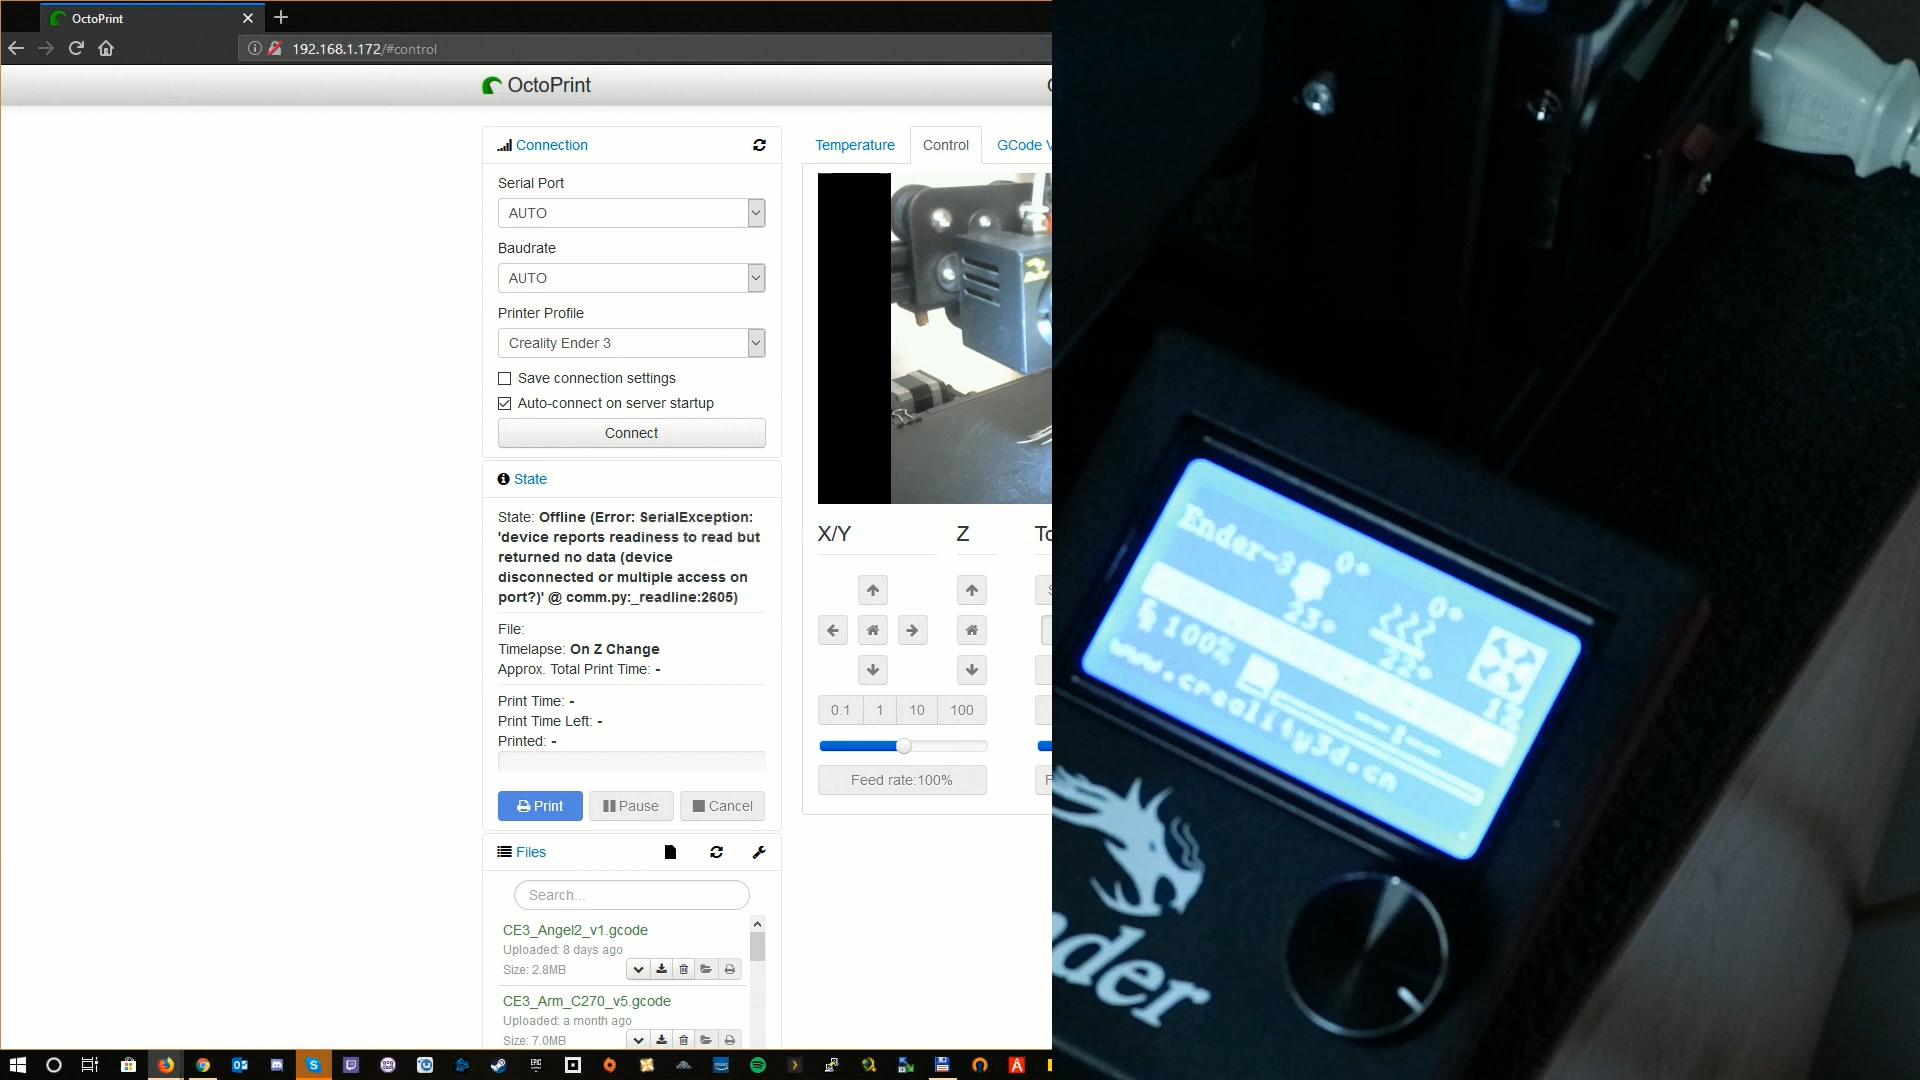 OctoPrint
192.168.1.172/#control
OctoPrint
Connection
Serial Port
AUTO
Baudrate
AUTO
Printer Profile
Creality Ender 3
Save connection settings
Auto-connect on server startup
Connect
State
State: Offline (Error: SerialException:
'device reports readiness to read but
returned no data (device
disconnected or multiple access on
port?)' @ comm.py:_readline:2605)
File:
Timelapse: On Z Change
Approx. Total Print Time: -
Print Time: -
Print Time Left: -
Printed: -
Print
Pause
Cancel
Files
Search...
CE3_Angel2_v1.gcode
Uploaded: 8 days ago
Size: 2.8MB
CE3_Arm_C270_v5.gcode
Uploaded: a month ago
Size: 7.0MB
Temperature
Control
GCode V
X/Y
Z
To
0.1
1
10
100
Feed rate:100%
F
Ender-3
0°
0°
23°
22°
100%
www.creality3d.cn
nder